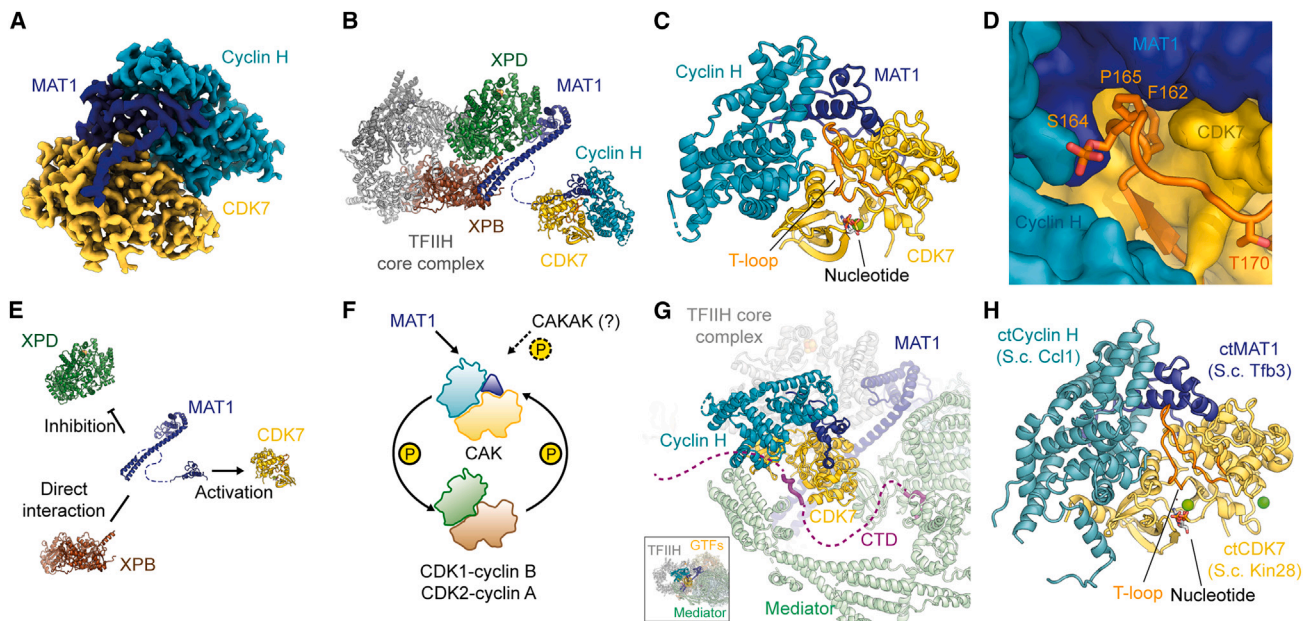 A
Cyclin H
MAT1
CDK7
B
XPD
MAT1
Cyclin H
XPB
TFIIH
core complex
CDK7
C
Cyclin H
MAT1
T-loop
CDK7
Nucleotide
D
MAT1
P165
F162
S164
CDK7
Cyclin H
T170
E
XPD
MAT1
Inhibition
CDK7
Direct
interaction
Activation
XPB
F
MAT1
CAKAK (?)
P
P
P
CAK
CDK1-cyclin B
CDK2-cyclin A
G
TFIIH core
complex
MAT1
Cyclin H
CDK7
CTD
Mediator
TFIIH
GTFs
Mediator
H
ctCyclin H
(S.c. Ccl1)
ctMAT1
(S.c. Tfb3)
ctCDK7
(S.c. Kin28)
T-loop
Nucleotide